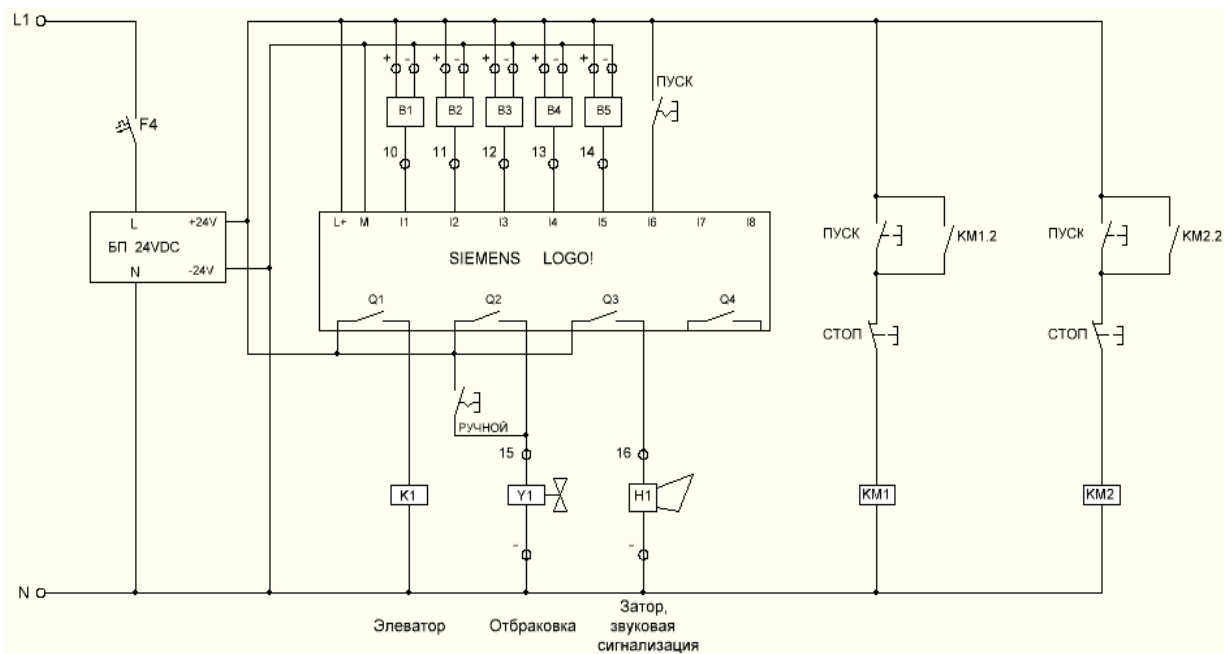 L1
F4
+ - + - + - + - + -
B1 B2 B3 B4 B5
ПУСК
10 11 12 13 14
L +24V
БП 24VDC
N -24V
L+ M I1 I2 I3 I4 I5 I6 I7 I8
SIEMENS LOGO!
Q1 Q2 Q3 Q4
ПУСК KM1.2 ПУСК KM2.2
СТОП СТОП
РУЧНОЙ
15 16
K1 Y1 H1 KM1 KM2
- -
N
Элеватор Отбраковка Затор,
звуковая
сигнализация